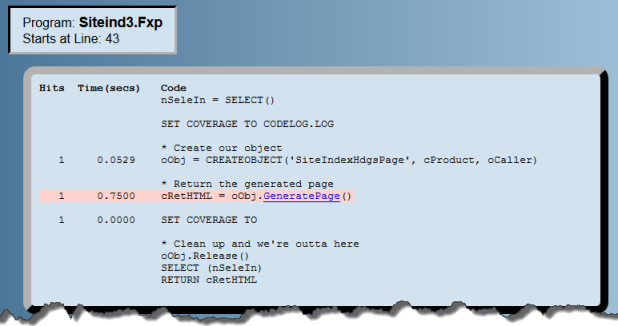 Program: Siteind3.Fxp
Starts at Line: 43
Hits Time(secs) Code
nSeleIn = SELECT()
SET COVERAGE TO CODELOG.LOG
* Create our object
1 0.0529 oObj = CREATEOBJECT('SiteIndexHdgsPage', cProduct, oCaller)
* Return the generated page
1 0.7500 cRetHTML = oObj.GeneratePage()
1 0.0000 SET COVERAGE TO
* Clean up and we're outta here
oObj.Release()
SELECT (nSeleIn)
RETURN cRetHTML